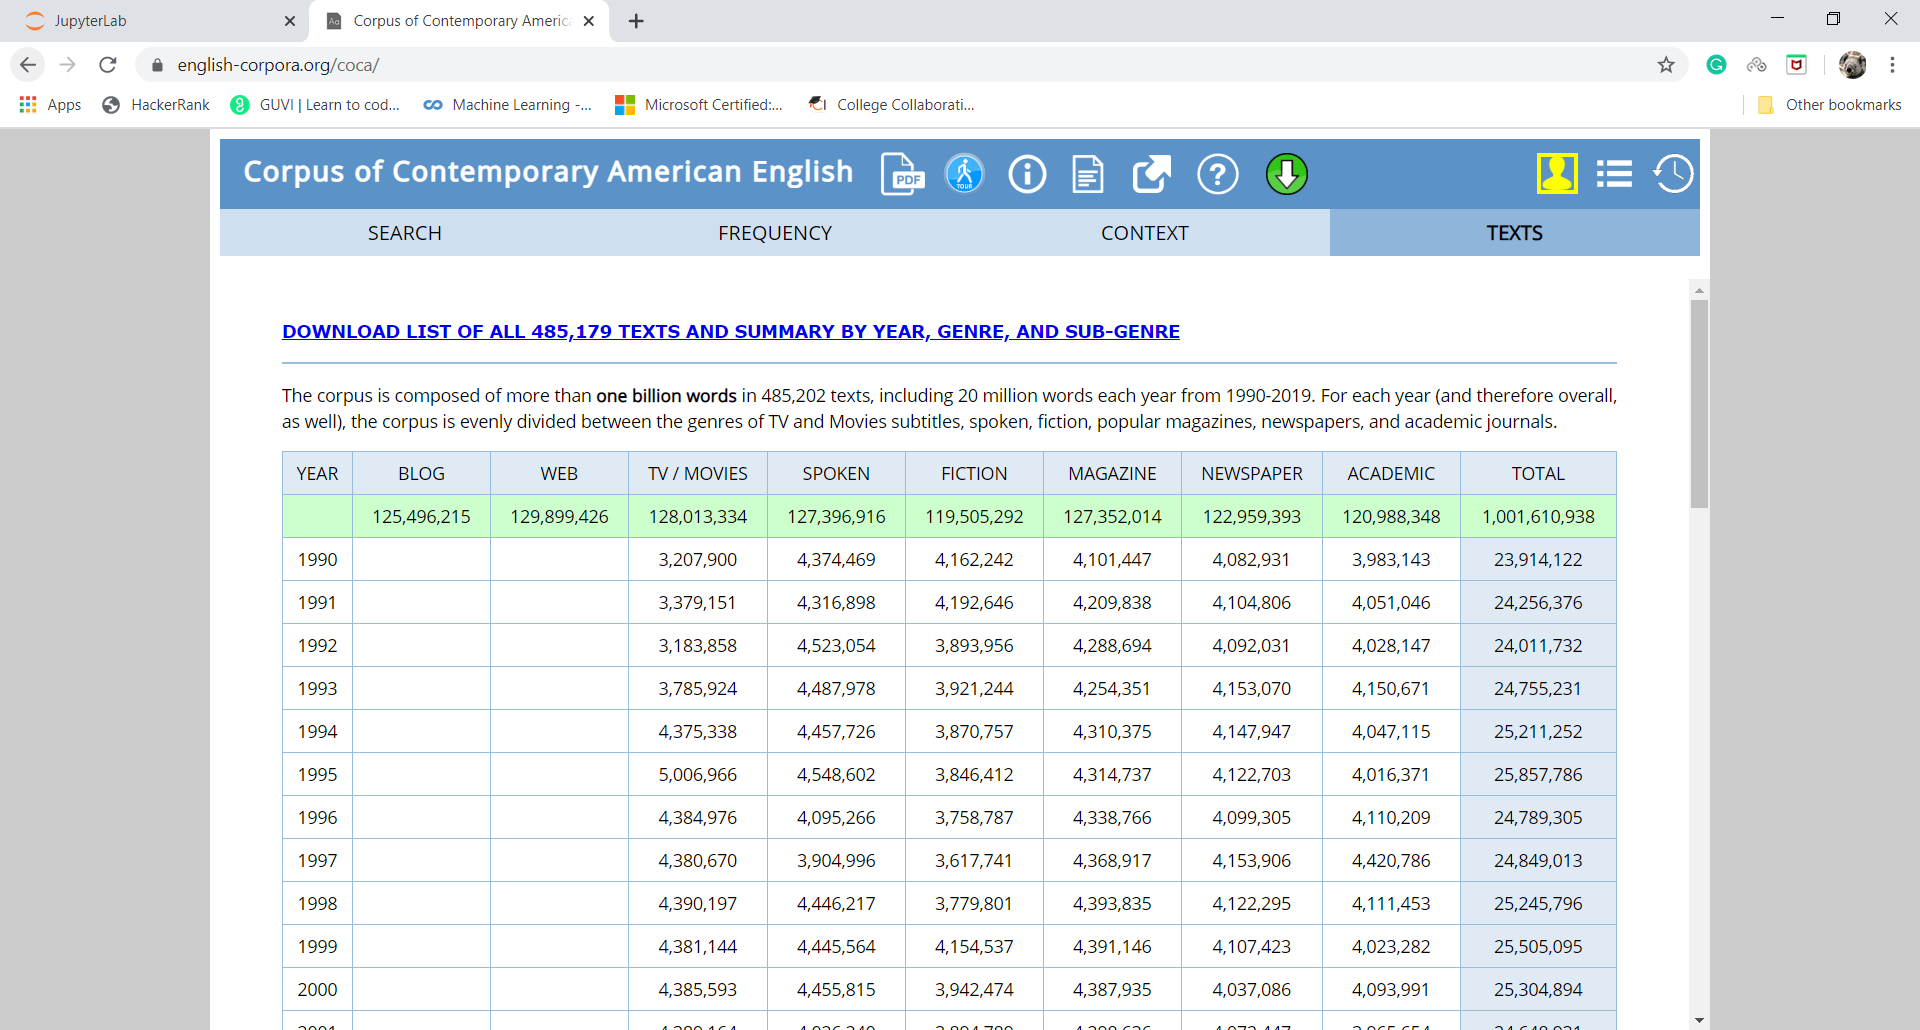 JupyterLab
Corpus of Contemporary Americ
english-corpora.org/coca/
Apps HackerRank GUVI | Learn to cod... Machine Learning -... Microsoft Certified:... College Collaborati... Other bookmarks
Corpus of Contemporary American English PDF TOUR
SEARCH FREQUENCY CONTEXT TEXTS
DOWNLOAD LIST OF ALL 485,179 TEXTS AND SUMMARY BY YEAR, GENRE, AND SUB-GENRE
The corpus is composed of more than one billion words in 485,202 texts, including 20 million words each year from 1990-2019. For each year (and therefore overall,
as well), the corpus is evenly divided between the genres of TV and Movies subtitles, spoken, fiction, popular magazines, newspapers, and academic journals.
YEAR BLOG WEB TV / MOVIES SPOKEN FICTION MAGAZINE NEWSPAPER ACADEMIC TOTAL
125,496,215 129,899,426 128,013,334 127,396,916 119,505,292 127,352,014 122,959,393 120,988,348 1,001,610,938
1990 3,207,900 4,374,469 4,162,242 4,101,447 4,082,931 3,983,143 23,914,122
1991 3,379,151 4,316,898 4,192,646 4,209,838 4,104,806 4,051,046 24,256,376
1992 3,183,858 4,523,054 3,893,956 4,288,694 4,092,031 4,028,147 24,011,732
1993 3,785,924 4,487,978 3,921,244 4,254,351 4,153,070 4,150,671 24,755,231
1994 4,375,338 4,457,726 3,870,757 4,310,375 4,147,947 4,047,115 25,211,252
1995 5,006,966 4,548,602 3,846,412 4,314,737 4,122,703 4,016,371 25,857,786
1996 4,384,976 4,095,266 3,758,787 4,338,766 4,099,305 4,110,209 24,789,305
1997 4,380,670 3,904,996 3,617,741 4,368,917 4,153,906 4,420,786 24,849,013
1998 4,390,197 4,446,217 3,779,801 4,393,835 4,122,295 4,111,453 25,245,796
1999 4,381,144 4,445,564 4,154,537 4,391,146 4,107,423 4,023,282 25,505,095
2000 4,385,593 4,455,815 3,942,474 4,387,935 4,037,086 4,093,991 25,304,894